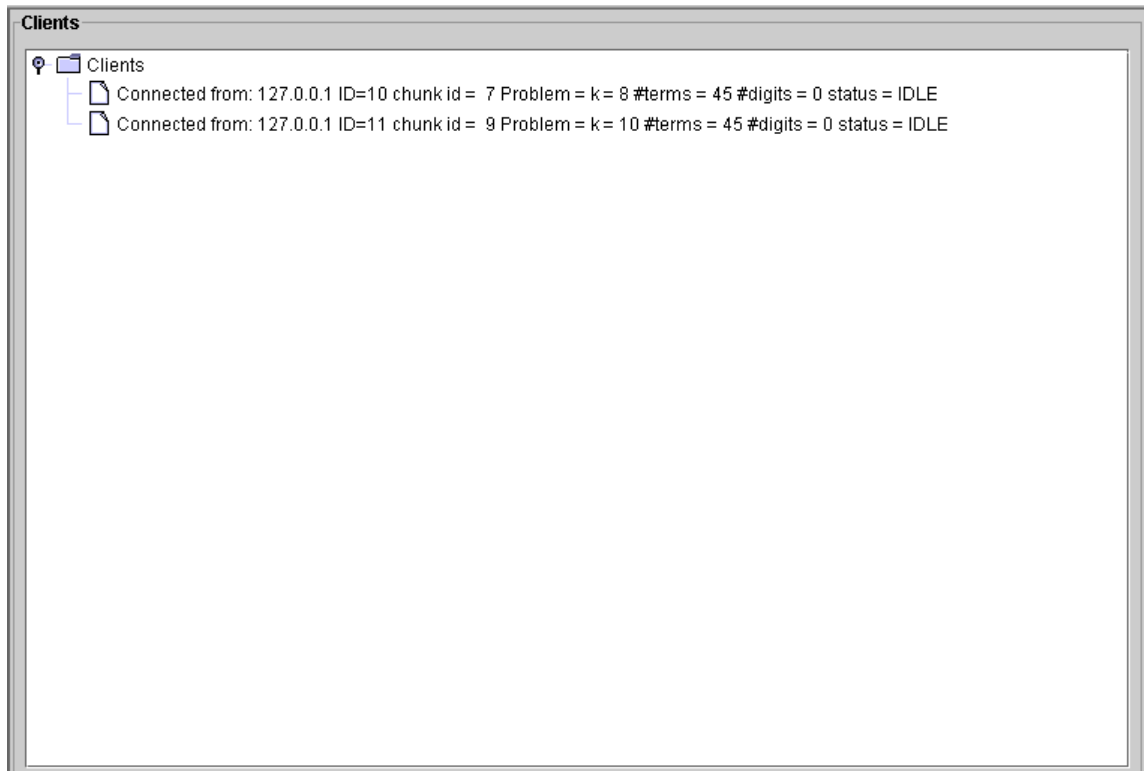 Clients
Clients
Connected from: 127.0.0.1 ID=10 chunk id =  7 Problem = k = 8 #terms = 45 #digits = 0 status = IDLE
Connected from: 127.0.0.1 ID=11 chunk id =  9 Problem = k = 10 #terms = 45 #digits = 0 status = IDLE